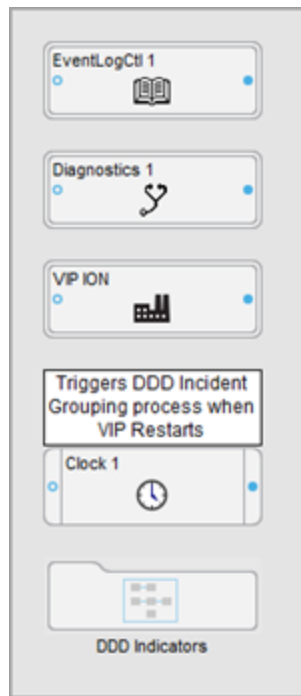 EventLogCtl 1
Diagnostics 1
VIP ION
Triggers DDD Incident
Grouping process when
VIP Restarts
Clock 1
DDD Indicators